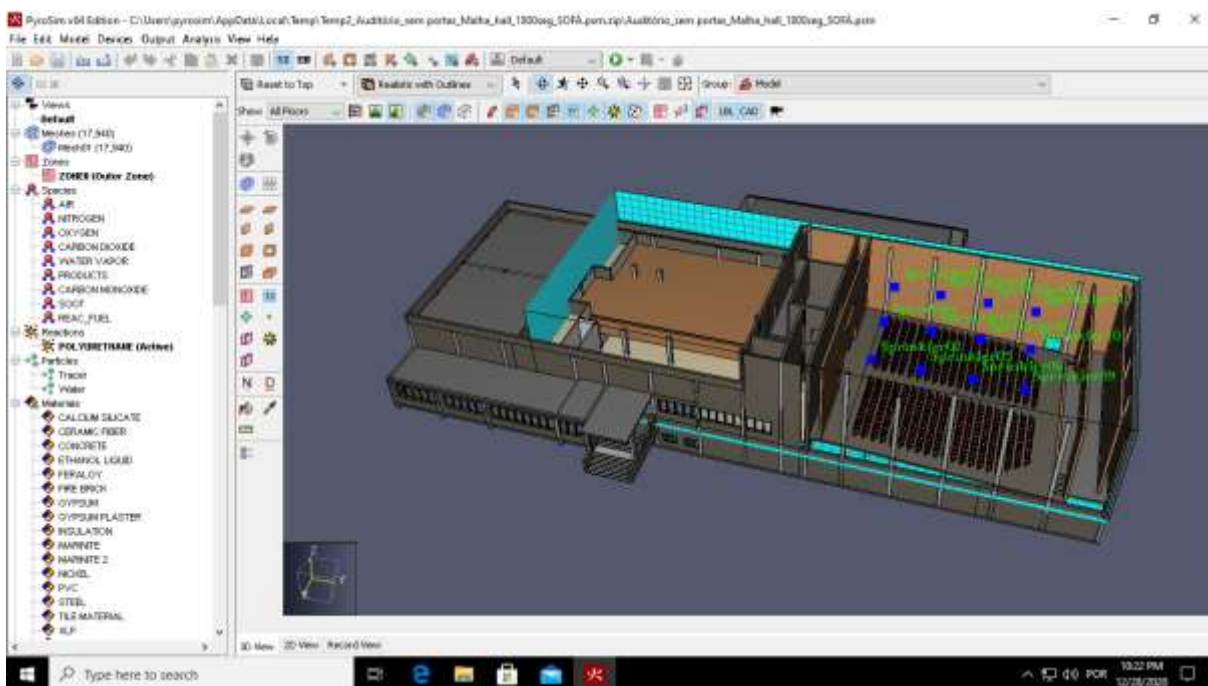 PyroSim x64 Edition - C:\Users\pyrosim\AppData\Local\Temp\Temp2_Auditório_sem portas_Malha_hall_1800seg_SOFÁ.psm.zip\Auditório_sem portas_Malha_hall_1800seg_SOFÁ.psm
File Edit Model Devices Output Analysis View Help
Default
Reset to Top
Realistic with Outlines
Group:
Model
Show: All Floors
LBL CAD
Views
Default
Meshes (17,940)
Mesh01 (17,940)
Zones
ZONE0 (Outer Zone)
Species
AIR
NITROGEN
OXYGEN
CARBON DIOXIDE
WATER VAPOR
PRODUCTS
CARBON MONOXIDE
SOOT
REAC_FUEL
Reactions
POLYURETHANE (Active)
Particles
Tracer
Water
Materials
CALCIUM SILICATE
CERAMIC FIBER
CONCRETE
ETHANOL LIQUID
FERALOY
FIRE BRICK
GYPSUM
GYPSUM PLASTER
INSULATION
MARINITE
MARINITE 2
NICKEL
PVC
STEEL
TILE MATERIAL
XLP
N D
3D View 2D View Record View
Type here to search
POR
10:22 PM
12/28/2020